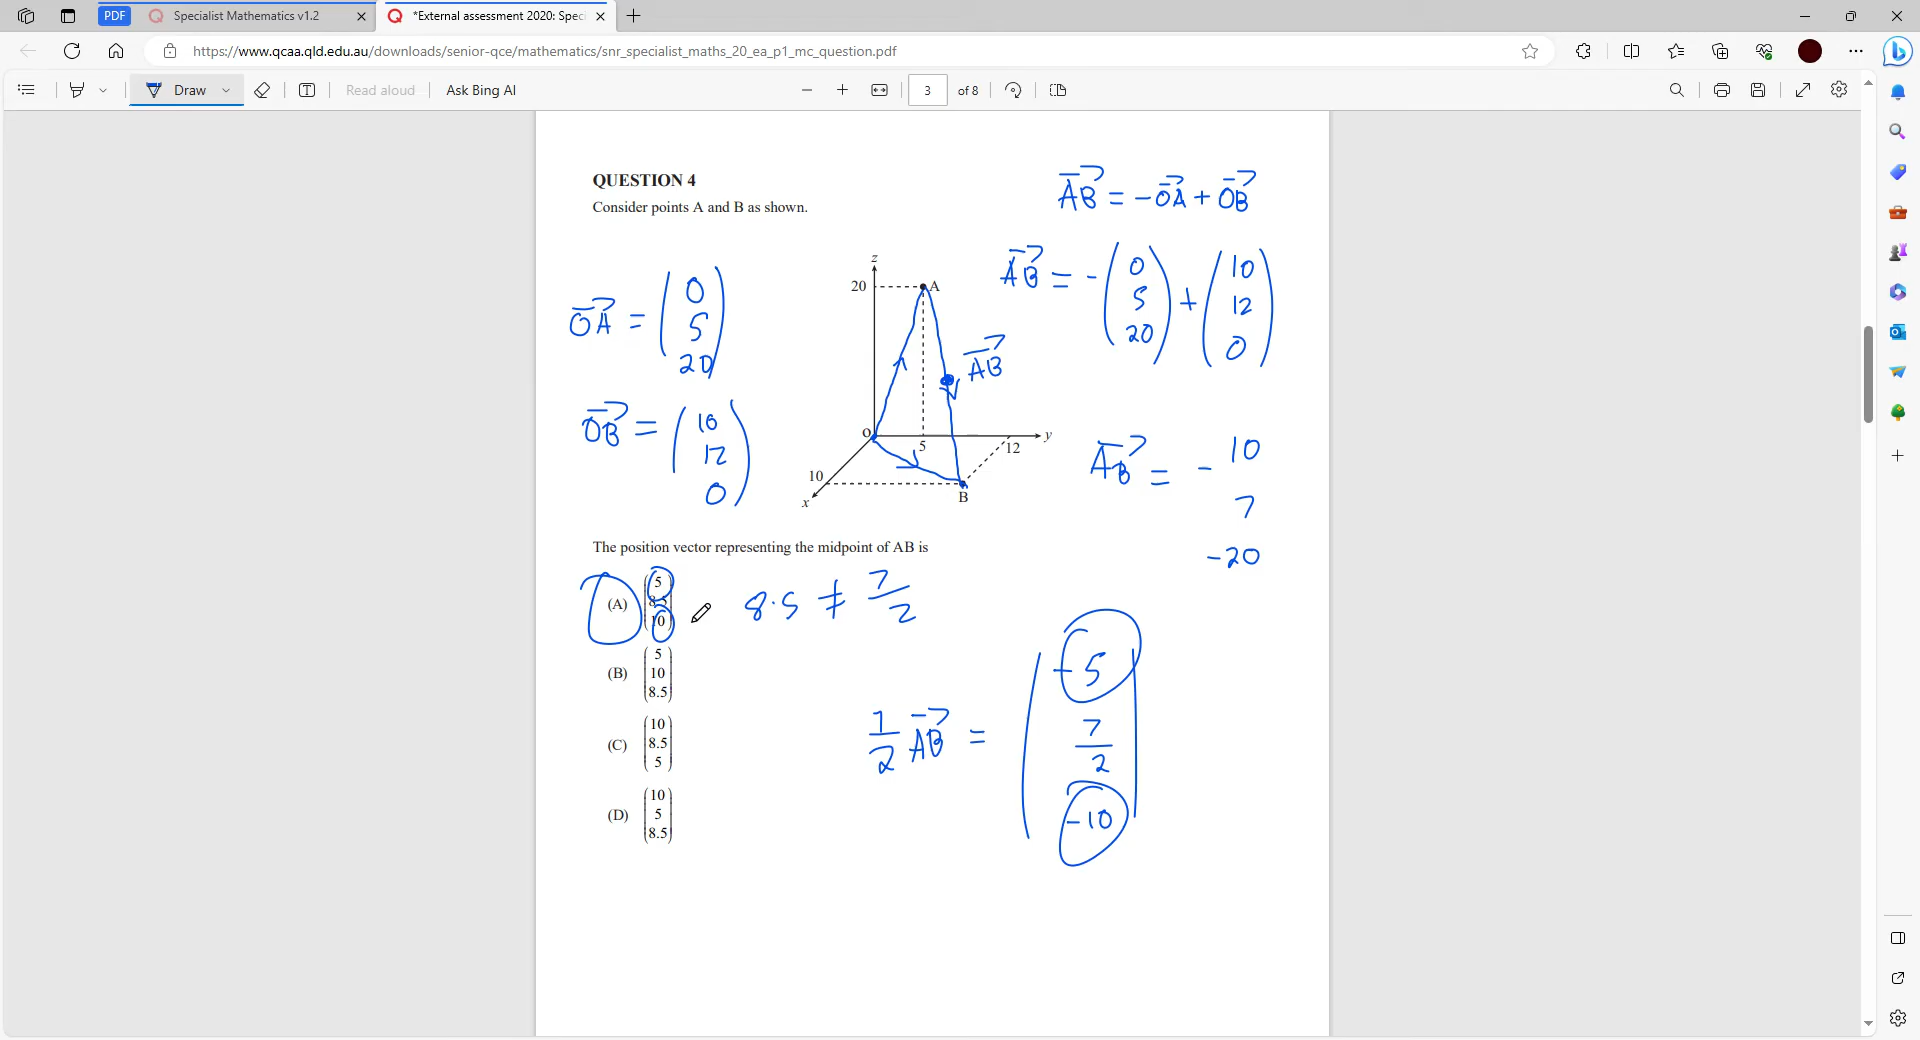 PDF Specialist Mathematics v1.2 *External assessment 2020: Spec
https://www.qcaa.qld.edu.au/downloads/senior-qce/mathematics/snr_specialist_maths_20_ea_p1_mc_question.pdf
Draw Read aloud Ask Bing AI 3 of 8
QUESTION 4
Consider points A and B as shown.
AB = -OA + OB
AB = - (0 5 20) + (10 12 0)
OA = (0 5 20)
OB = (10 12 0)
z
20 A
AB
O 5 12 y
10
x B
AB = - 10
7
-20
The position vector representing the midpoint of AB is
(A) 5 8.5 10
8.5 ≠ 7/2
(B) 5 10 8.5
(C) 10 8.5 5
(D) 10 5 8.5
1/2 AB = 5 7/2 -10